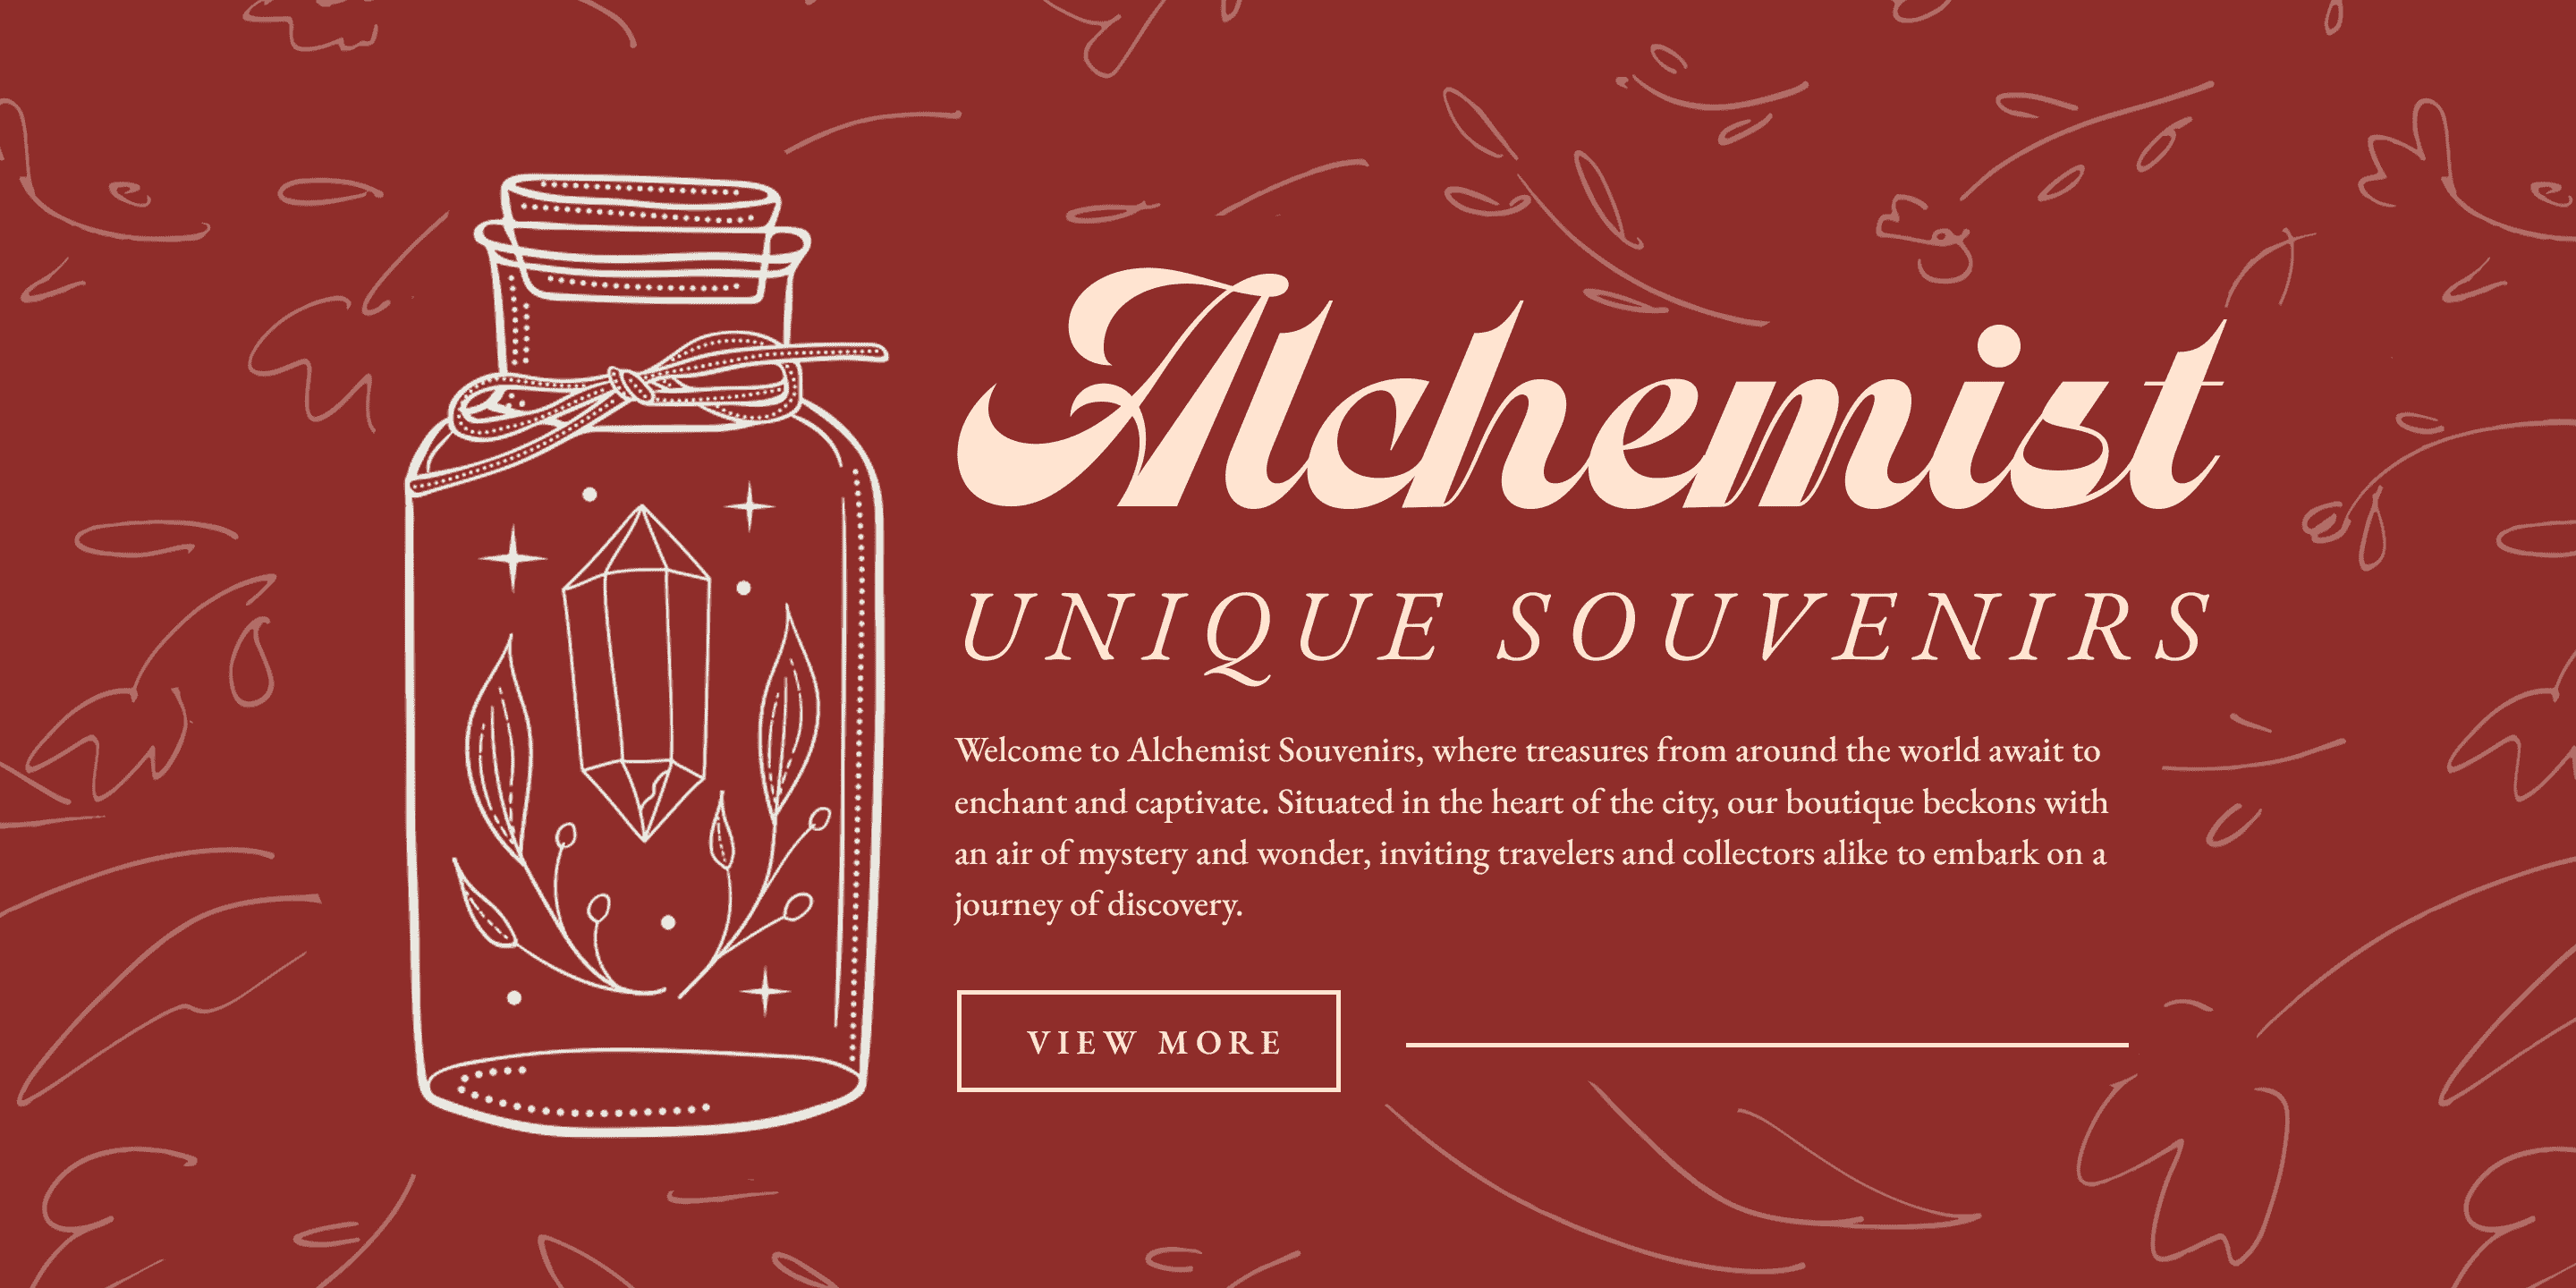 Alchemist
UNIQUE SOUVENIRS
Welcome to Alchemist Souvenirs, where treasures from around the world await to
enchant and captivate. Situated in the heart of the city, our boutique beckons with
an air of mystery and wonder, inviting travelers and collectors alike to embark on a
journey of discovery.
VIEW MORE